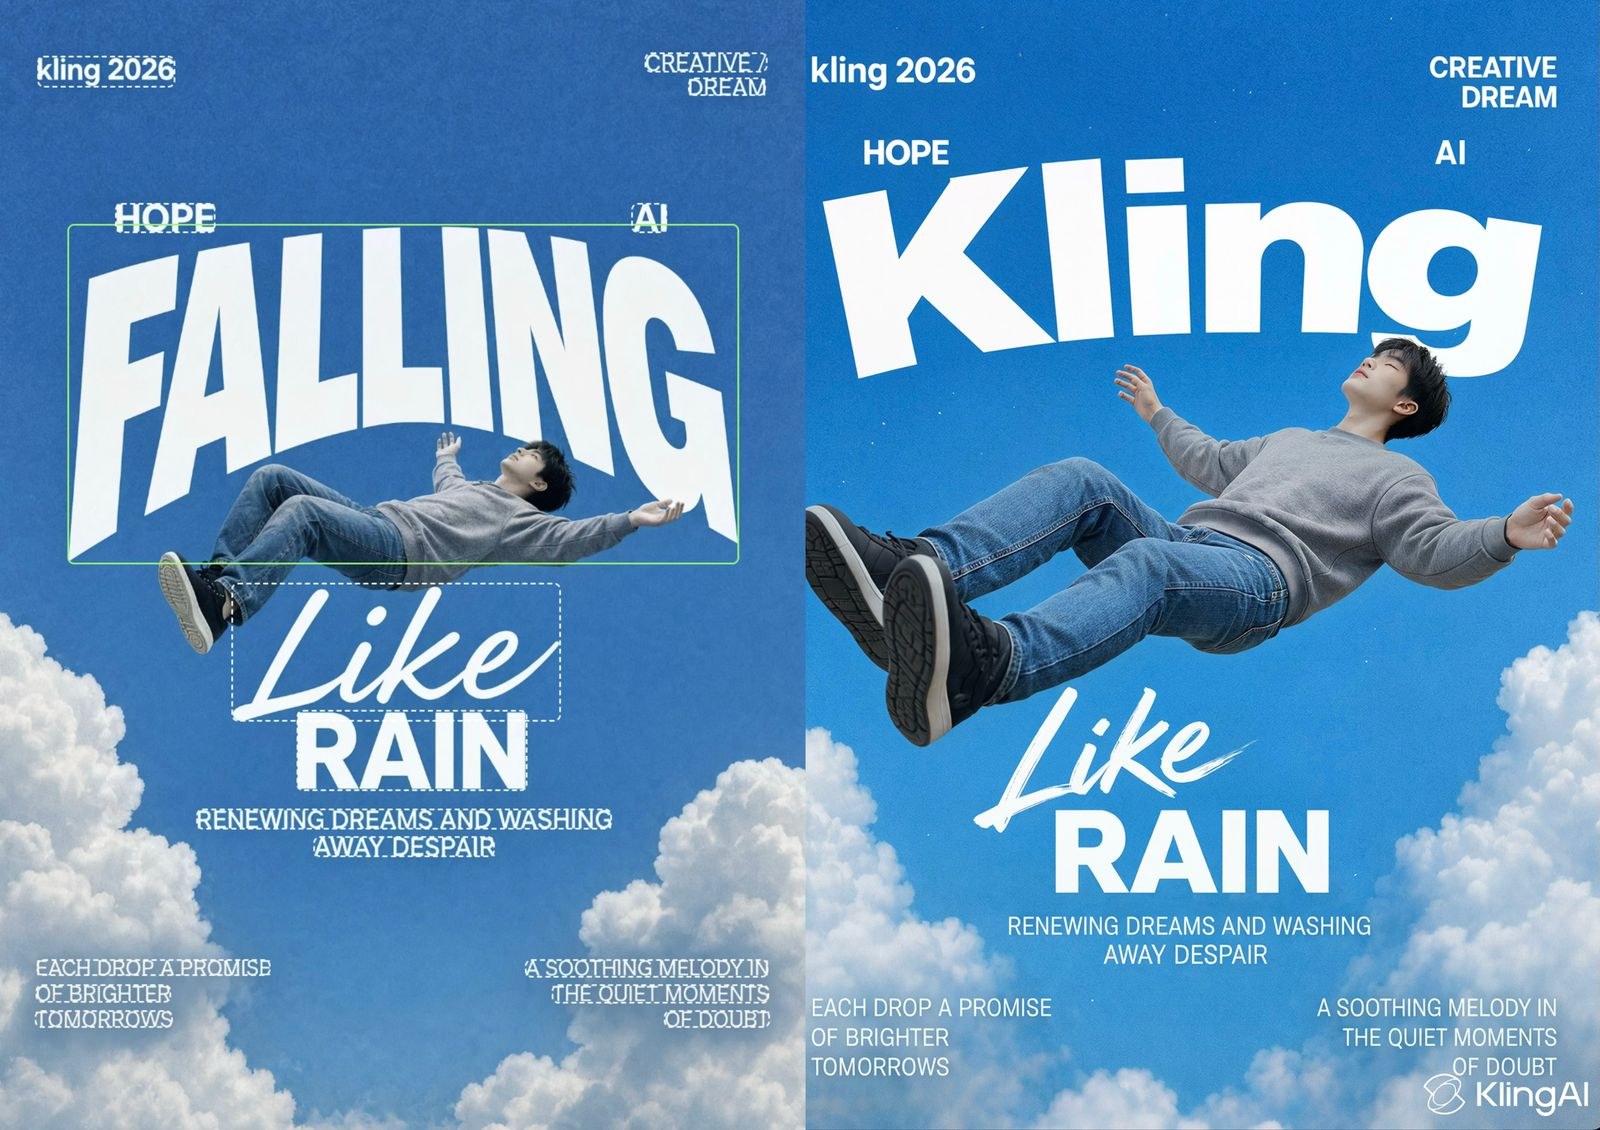 kling 2026
CREATIVE /
DREAM
HOPE
AI
FALLING
Like
RAIN
RENEWING DREAMS AND WASHING
AWAY DESPAIR
EACH DROP A PROMISE
OF BRIGHTER
TOMORROWS
A SOOTHING MELODY IN
THE QUIET MOMENTS
OF DOUBT
kling 2026
CREATIVE
DREAM
HOPE
AI
Kling
Like
RAIN
RENEWING DREAMS AND WASHING
AWAY DESPAIR
EACH DROP A PROMISE
OF BRIGHTER
TOMORROWS
A SOOTHING MELODY IN
THE QUIET MOMENTS
OF DOUBT
KlingAI